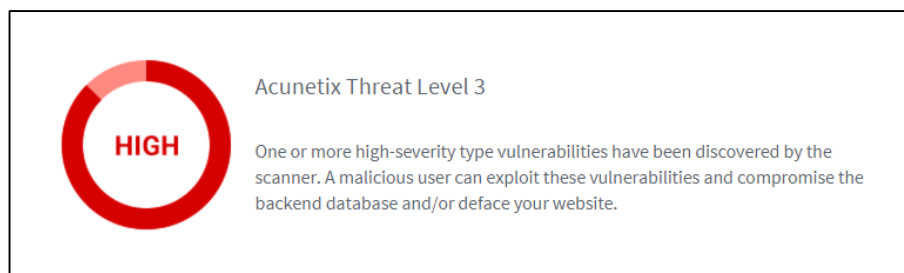 Acunetix Threat Level 3
HIGH
One or more high-severity type vulnerabilities have been discovered by the
scanner. A malicious user can exploit these vulnerabilities and compromise the
backend database and/or deface your website.